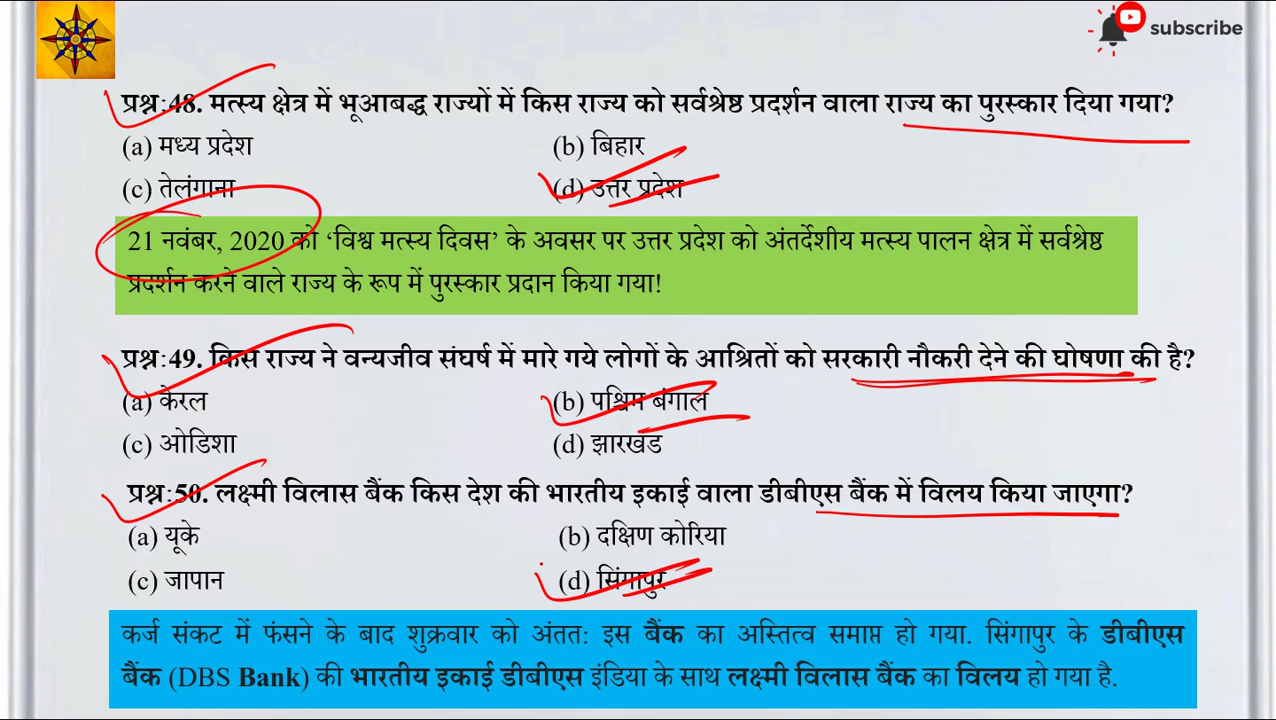 subscribe
प्रश्न:48. मत्स्य क्षेत्र में भूआबद्ध राज्यों में किस राज्य को सर्वश्रेष्ठ प्रदर्शन वाला राज्य का पुरस्कार दिया गया?
(a) मध्य प्रदेश (b) बिहार
(c) तेलंगाना (d) उत्तर प्रदेश
21 नवंबर, 2020 को ‘विश्व मत्स्य दिवस’ के अवसर पर उत्तर प्रदेश को अंतर्देशीय मत्स्य पालन क्षेत्र में सर्वश्रेष्ठ
प्रदर्शन करने वाले राज्य के रूप में पुरस्कार प्रदान किया गया!
प्रश्न:49. किस राज्य ने वन्यजीव संघर्ष में मारे गये लोगों के आश्रितों को सरकारी नौकरी देने की घोषणा की है?
(a) केरल (b) पश्चिम बंगाल
(c) ओडिशा (d) झारखंड
प्रश्न:50. लक्ष्मी विलास बैंक किस देश की भारतीय इकाई वाला डीबीएस बैंक में विलय किया जाएगा?
(a) यूके (b) दक्षिण कोरिया
(c) जापान (d) सिंगापुर
कर्ज संकट में फंसने के बाद शुक्रवार को अंतत: इस बैंक का अस्तित्व समाप्त हो गया. सिंगापुर के डीबीएस
बैंक (DBS Bank) की भारतीय इकाई डीबीएस इंडिया के साथ लक्ष्मी विलास बैंक का विलय हो गया है.